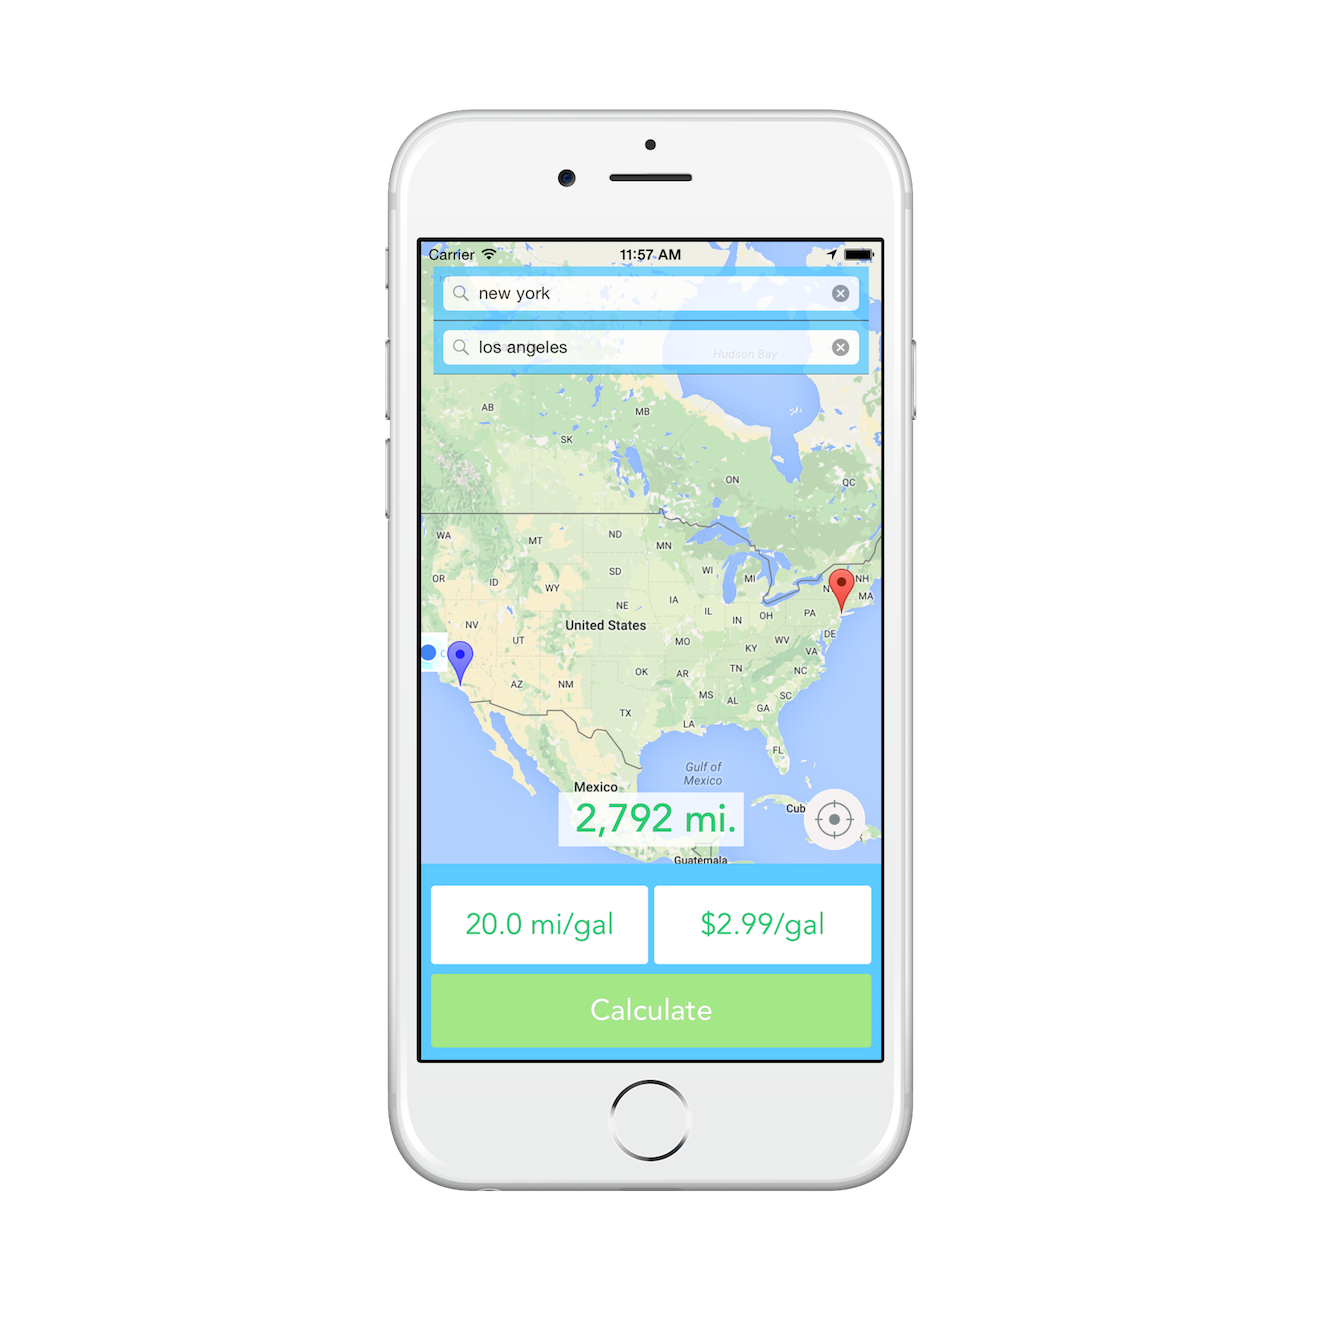 Carrier 11:57 AM
new york
los angeles
Hudson Bay
AB
MB
SK
ON
QC
WA
MT
ND
MN
OR
ID
SD
WI
MI
NH
WY
NE
IA
IL
IN
OH
PA
MA
NV
UT
United States
MO
KY
WV
VA
DE
AZ
NM
OK
AR
TN
NC
TX
MS
AL
GA
SC
LA
FL
Gulf of
Mexico
Mexico
Cub
2,792 mi.
Guatemala
20.0 mi/gal $2.99/gal
Calculate